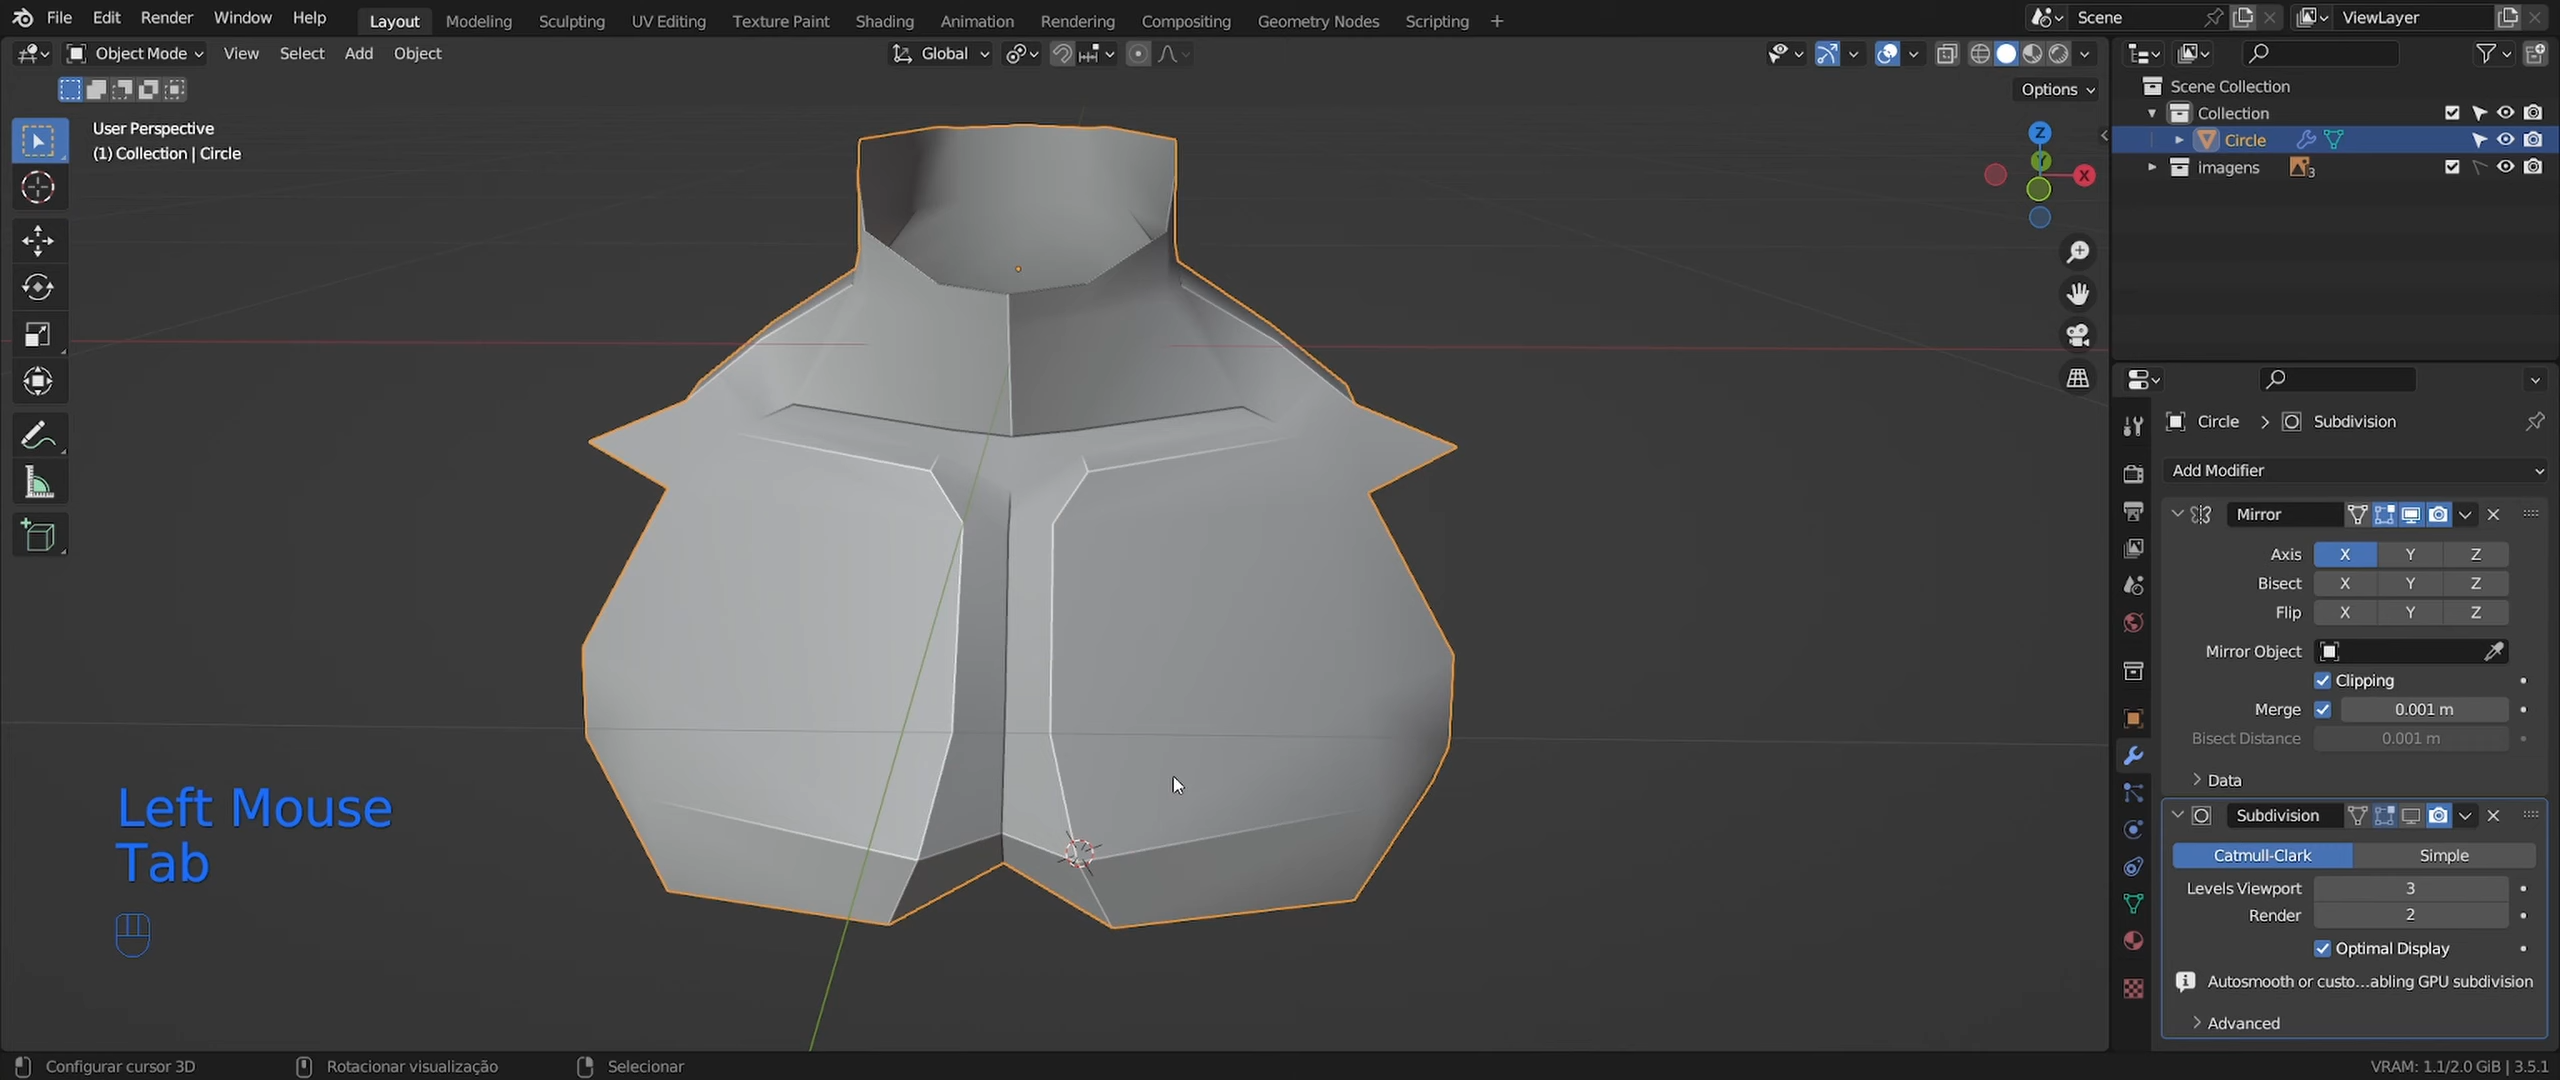 File Edit Render Window Help Layout Modeling Sculpting UV Editing Texture Paint Shading Animation Rendering Compositing Geometry Nodes Scripting + Scene ViewLayer
Object Mode View Select Add Object Global
Options
User Perspective
(1) Collection | Circle
Z
Y
X
Scene Collection
Collection
Circle
imagens 3
Circle > Subdivision
Add Modifier
Mirror
Axis X Y Z
Bisect X Y Z
Flip X Y Z
Mirror Object
Clipping
Merge 0.001 m
Bisect Distance 0.001 m
Data
Subdivision
Catmull-Clark Simple
Levels Viewport 3
Render 2
Optimal Display
Autosmooth or custo...abling GPU subdivision
Advanced
Left Mouse
Tab
Configurar cursor 3D Rotacionar visualização Selecionar VRAM: 1.1/2.0 GiB | 3.5.1